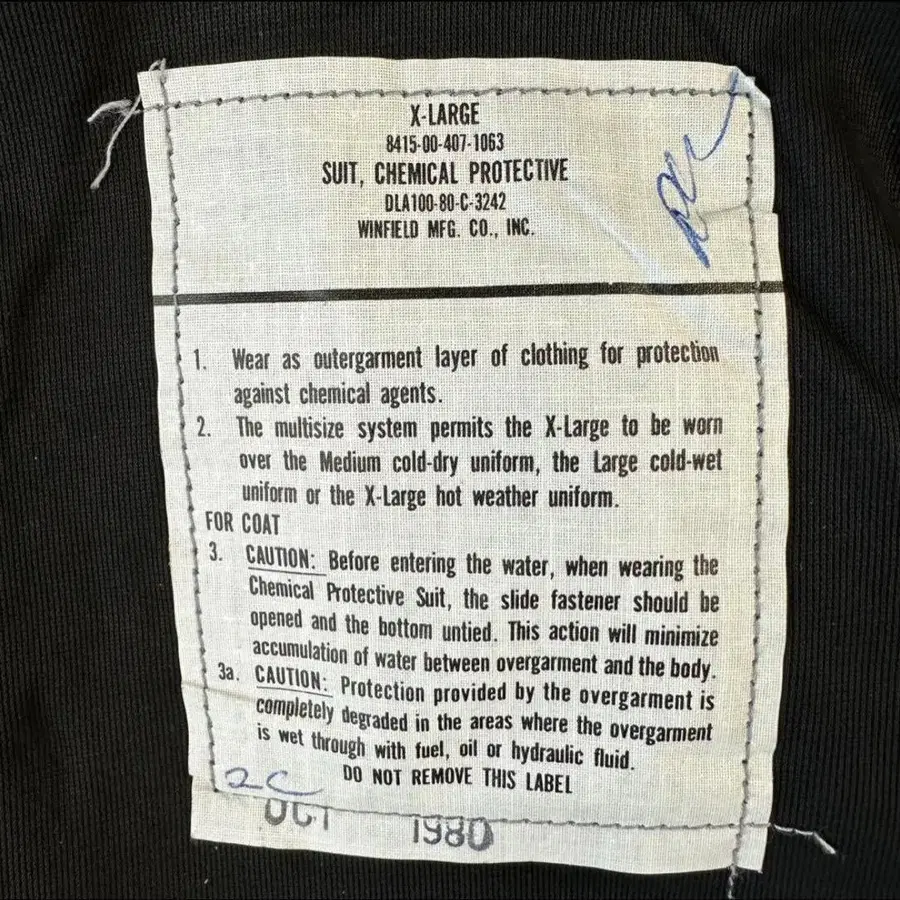 X-LARGE
8415-00-407-1063
SUIT, CHEMICAL PROTECTIVE
DLA100-80-C-3242
WINFIELD MFG. CO., INC.
1. Wear as outergarment layer of clothing for protection
against chemical agents.
2. The multisize system permits the X-Large to be worn
over the Medium cold-dry uniform, the Large cold-wet
uniform or the X-Large hot weather uniform.
FOR COAT
3. CAUTION: Before entering the water, when wearing the
Chemical Protective Suit, the slide fastener should be
opened and the bottom untied. This action will minimize
accumulation of water between overgarment and the body.
3a. CAUTION: Protection provided by the overgarment is
completely degraded in the areas where the overgarment
is wet through with fuel, oil or hydraulic fluid.
DO NOT REMOVE THIS LABEL
2C
OCT 1980